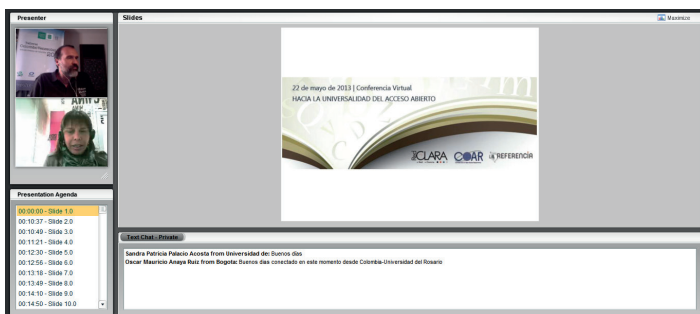 Presenter
Slides
Maximize
22 de mayo de 2013 | Conferencia Virtual
HACIA LA UNIVERSALIDAD DEL ACCESO ABIERTO
CLARA
COAR
REFERENCIA
Presentation Agenda
00:00:00 - Slide 1.0
00:10:37 - Slide 2.0
00:10:49 - Slide 3.0
00:11:21 - Slide 4.0
00:12:30 - Slide 5.0
00:12:56 - Slide 6.0
00:13:18 - Slide 7.0
00:13:49 - Slide 8.0
00:14:10 - Slide 9.0
00:14:50 - Slide 10.0
Text Chat - Private
Sandra Patricia Palacio Acosta from Universidad de: Buenos días
Oscar Mauricio Anaya Ruiz from Bogota: Buenos días conectado en este momento desde Colombia-Universidad del Rosario